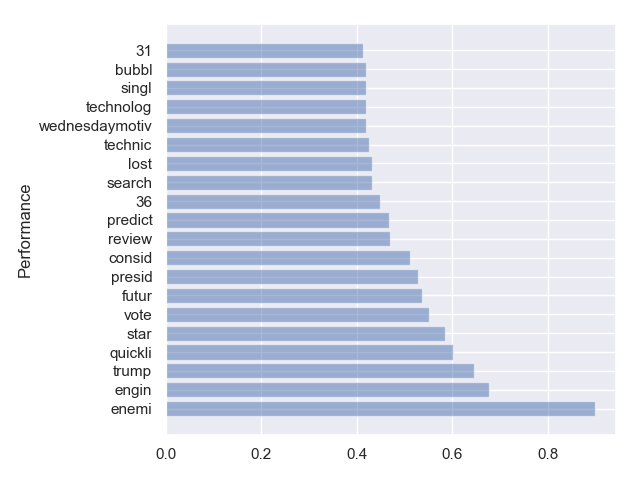 31
bubbl
singl
technolog
wednesdaymotiv
technic
lost
search
36
predict
review
consid
presid
futur
vote
star
quickli
trump
engin
enemi
Performance
0.0 0.2 0.4 0.6 0.8